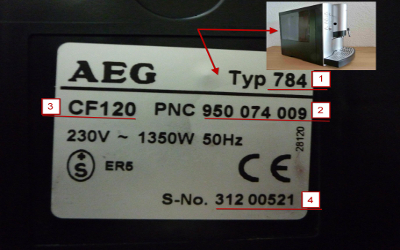 AEG Typ 784 1
3 CF120 PNC 950 074 009 2
230V ~ 1350W 50Hz
S ER5 CE
28120
S-No. 312 00521 4